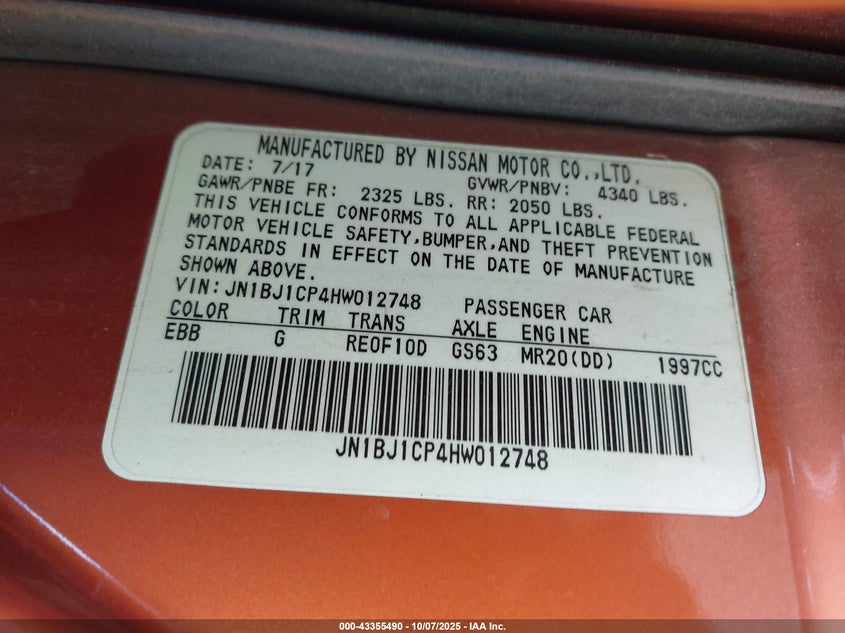 MANUFACTURED BY NISSAN MOTOR CO.,LTD.
DATE: 7/17 GVWR/PNBV: 4340 LBS.
GAWR/PNBE FR: 2325 LBS. RR: 2050 LBS.
THIS VEHICLE CONFORMS TO ALL APPLICABLE FEDERAL
MOTOR VEHICLE SAFETY,BUMPER,AND THEFT PREVENTION
STANDARDS IN EFFECT ON THE DATE OF MANUFACTURE
SHOWN ABOVE.
VIN:JN1BJ1CP4HW012748 PASSENGER CAR
COLOR TRIM TRANS AXLE ENGINE
EBB G RE0F10D GS63 MR20(DD) 1997CC
JN1BJ1CP4HW012748
000-43355490 - 10/07/2025 - IAA Inc.